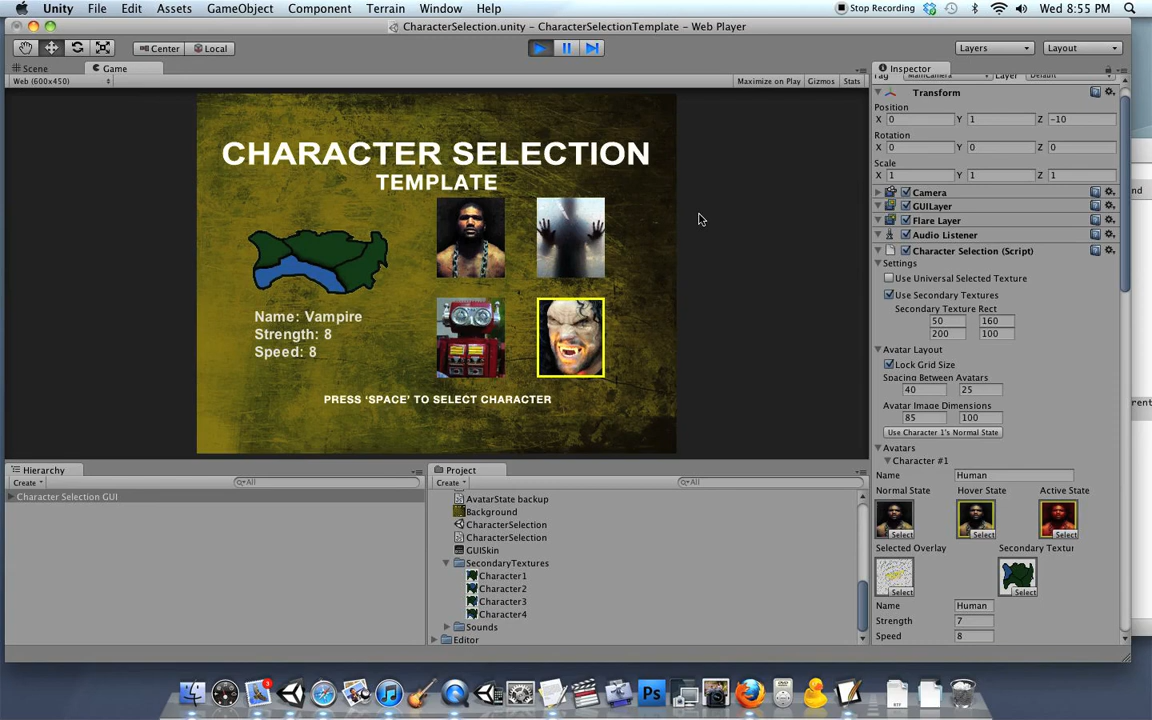 Unity File Edit Assets GameObject Component Terrain Window Help Stop Recording Wed 8:55 PM
CharacterSelection.unity – CharacterSelectionTemplate – Web Player
Center Local Layers Layout
Scene Game Inspector
Web (600x450) Maximize on Play Gizmos Stats
Tag MainCamera Layer Default
Transform
Position
X 0 Y 1 Z -10
Rotation
X 0 Y 0 Z 0
Scale
X 1 Y 1 Z 1
Camera
GUILayer
Flare Layer
Audio Listener
Character Selection (Script)
Settings
Use Universal Selected Texture
Use Secondary Textures
Secondary Texture Rect
50 160
200 100
Avatar Layout
Lock Grid Size
Spacing Between Avatars
40 25
Avatar Image Dimensions
85 100
Use Character 1's Normal State
Avatars
Character #1
Name Human
Normal State Hover State Active State
Select Select Select
Selected Overlay Secondary Textur
Select Select
Name Human
Strength 7
Speed 8
CHARACTER SELECTION
TEMPLATE
Name: Vampire
Strength: 8
Speed: 8
PRESS ‘SPACE’ TO SELECT CHARACTER
Hierarchy
Create All
Character Selection GUI
Project
Create All
AvatarState backup
Background
CharacterSelection
CharacterSelection
GUISkin
SecondaryTextures
Character1
Character2
Character3
Character4
Sounds
Editor
nd
rent
3
Ps